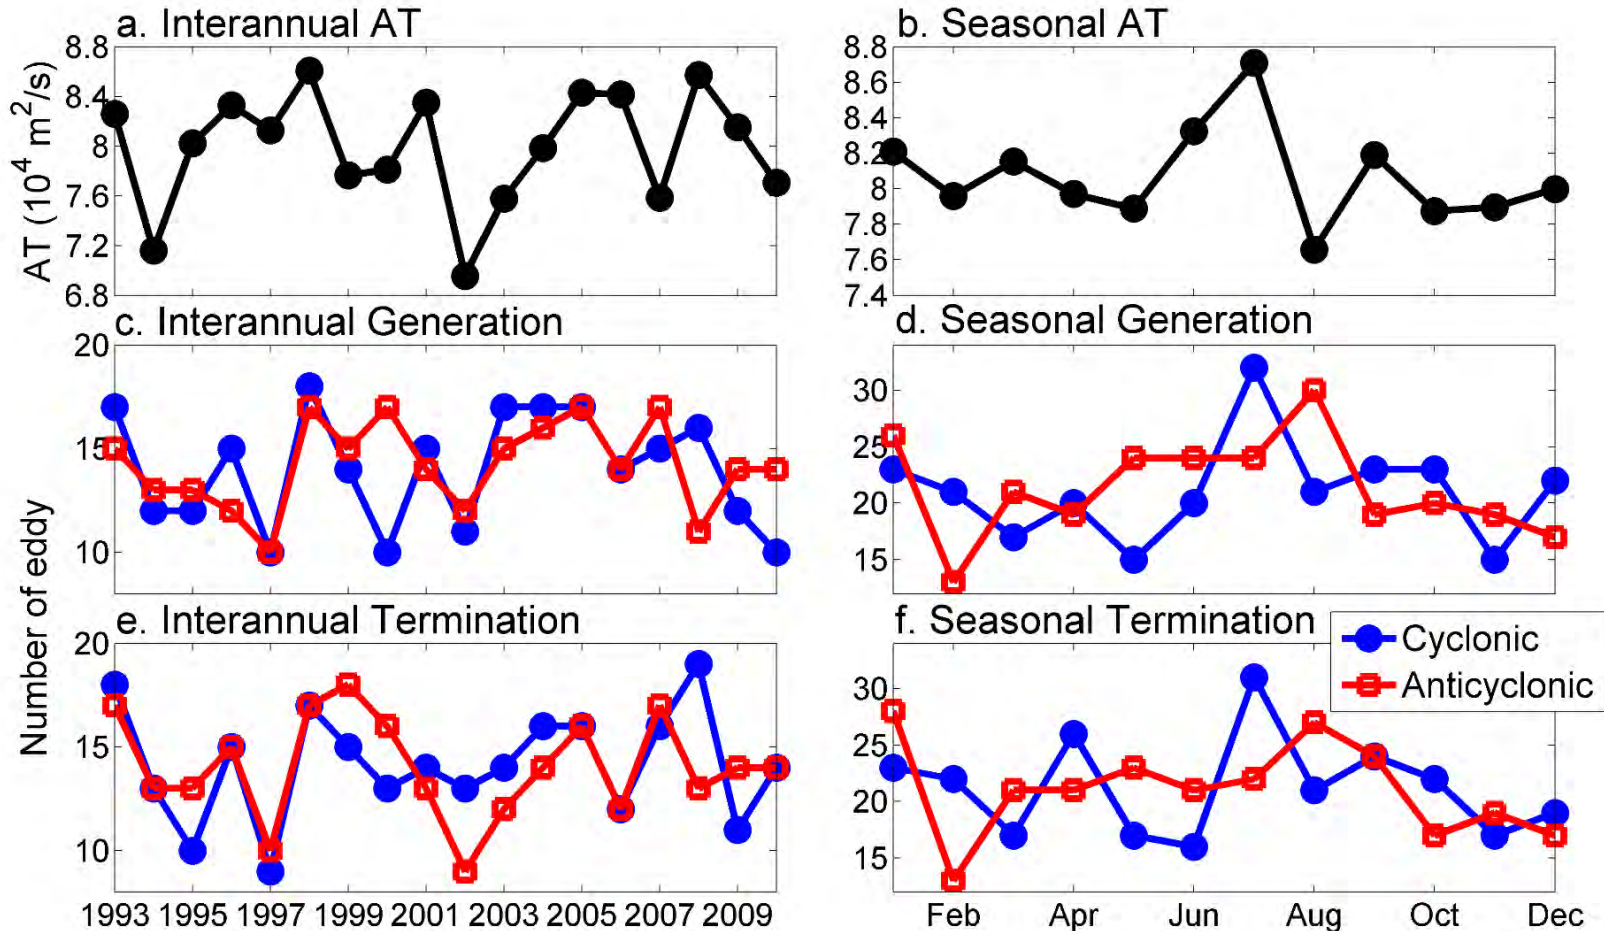 a. Interannual AT
b. Seasonal AT
AT (10⁴ m²/s)
8.8
8.4
8
7.6
7.2
6.8
8.8
8.6
8.4
8.2
8
7.8
7.6
7.4
c. Interannual Generation
d. Seasonal Generation
Number of eddy
20
15
10
30
25
20
15
e. Interannual Termination
f. Seasonal Termination
Cyclonic
Anticyclonic
20
15
10
30
25
20
15
1993 1995 1997 1999 2001 2003 2005 2007 2009
Feb Apr Jun Aug Oct Dec